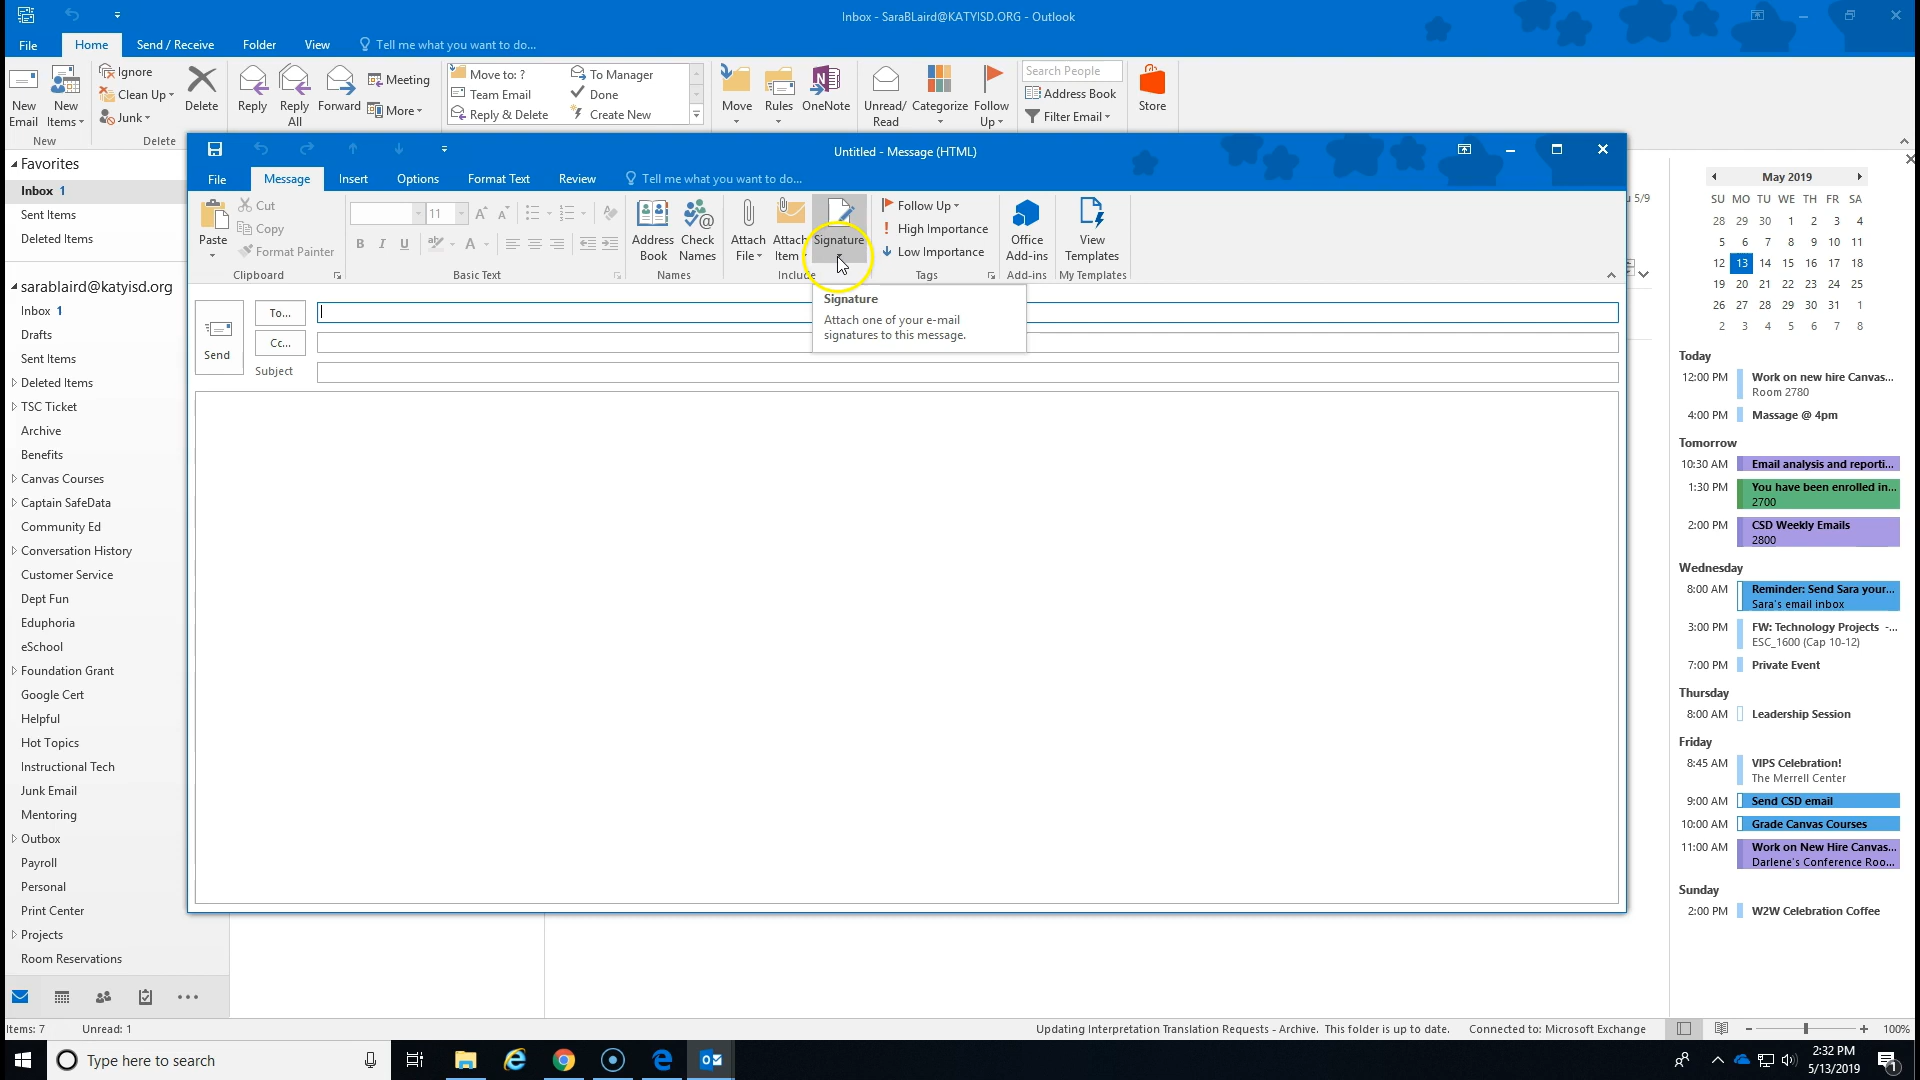 Inbox - SaraBLaird@KATYISD.ORG - Outlook
File
Home
Send / Receive
Folder
View
Tell me what you want to do...
New Email
New Items
New
Ignore
Clean Up
Junk
Delete
Delete
Reply
Reply All
Forward
Meeting
More
Move to: ?
Team Email
Reply & Delete
To Manager
Done
Create New
Move
Rules
OneNote
Unread/ Read
Categorize
Follow Up
Search People
Address Book
Filter Email
Store
Untitled - Message (HTML)
File
Message
Insert
Options
Format Text
Review
Tell me what you want to do...
Paste
Cut
Copy
Format Painter
Clipboard
11
B I U
A
Basic Text
Address Book
Check Names
Names
Attach File
Attach Item
Signature
Include
Follow Up
High Importance
Low Importance
Tags
Office Add-ins
Add-ins
View Templates
My Templates
Signature
Attach one of your e-mail
signatures to this message.
Send
To...
Cc...
Subject
Favorites
Inbox 1
Sent Items
Deleted Items
sarablaird@katyisd.org
Inbox 1
Drafts
Sent Items
Deleted Items
TSC Ticket
Archive
Benefits
Canvas Courses
Captain SafeData
Community Ed
Conversation History
Customer Service
Dept Fun
Eduphoria
eSchool
Foundation Grant
Google Cert
Helpful
Hot Topics
Instructional Tech
Junk Email
Mentoring
Outbox
Payroll
Personal
Print Center
Projects
Room Reservations
5/9
May 2019
SU MO TU WE TH FR SA
28 29 30 1 2 3 4
5 6 7 8 9 10 11
12 13 14 15 16 17 18
19 20 21 22 23 24 25
26 27 28 29 30 31 1
2 3 4 5 6 7 8
Today
12:00 PM Work on new hire Canvas...
Room 2780
4:00 PM Massage @ 4pm
Tomorrow
10:30 AM Email analysis and reporti...
1:30 PM You have been enrolled in...
2700
2:00 PM CSD Weekly Emails
2800
Wednesday
8:00 AM Reminder: Send Sara your...
Sara's email inbox
3:00 PM FW: Technology Projects -...
ESC_1600 (Cap 10-12)
7:00 PM Private Event
Thursday
8:00 AM Leadership Session
Friday
8:45 AM VIPS Celebration!
The Merrell Center
9:00 AM Send CSD email
10:00 AM Grade Canvas Courses
11:00 AM Work on New Hire Canvas...
Darlene's Conference Roo...
Sunday
2:00 PM W2W Celebration Coffee
Items: 7
Unread: 1
Updating Interpretation Translation Requests - Archive. This folder is up to date.
Connected to: Microsoft Exchange
100%
Type here to search
2:32 PM
5/13/2019
1